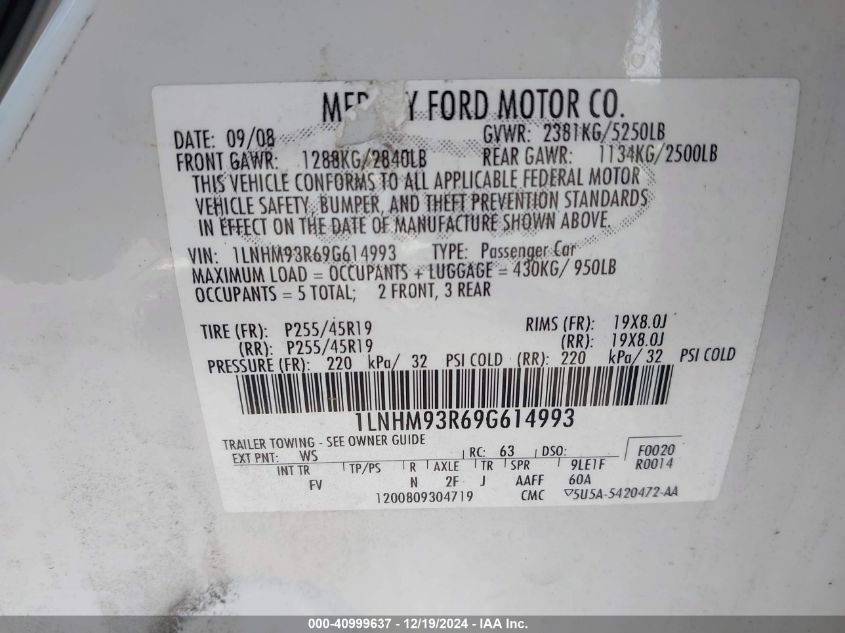 FORD MOTOR CO.
DATE: 09/08 GVWR: 2381KG/5250LB
FRONT GAWR: 1288KG/2840LB REAR GAWR: 1134KG/2500LB
THIS VEHICLE CONFORMS TO ALL APPLICABLE FEDERAL MOTOR
VEHICLE SAFETY, BUMPER, AND THEFT PREVENTION STANDARDS
IN EFFECT ON THE DATE OF MANUFACTURE SHOWN ABOVE.
VIN: 1LNHM93R69G614993 TYPE: Passenger Car
MAXIMUM LOAD = OCCUPANTS + LUGGAGE = 430KG/ 950LB
OCCUPANTS = 5 TOTAL; 2 FRONT, 3 REAR
TIRE (FR): P255/45R19 RIMS (FR): 19X8.0J
(RR): P255/45R19 (RR): 19X8.0J
PRESSURE (FR): 220 kPa/ 32 PSI COLD (RR): 220 kPa/ 32 PSI COLD
1LNHM93R69G614993
TRAILER TOWING - SEE OWNER GUIDE
EXT PNT: WS RC: 63 DSO: F0020
INT TR TP/PS R AXLE TR SPR 9LE1F R0014
FV N 2F J AAFF 60A
1200809304719 CMC 5U5A-5420472-AA
000-40999637 - 12/19/2024 - IAA Inc.